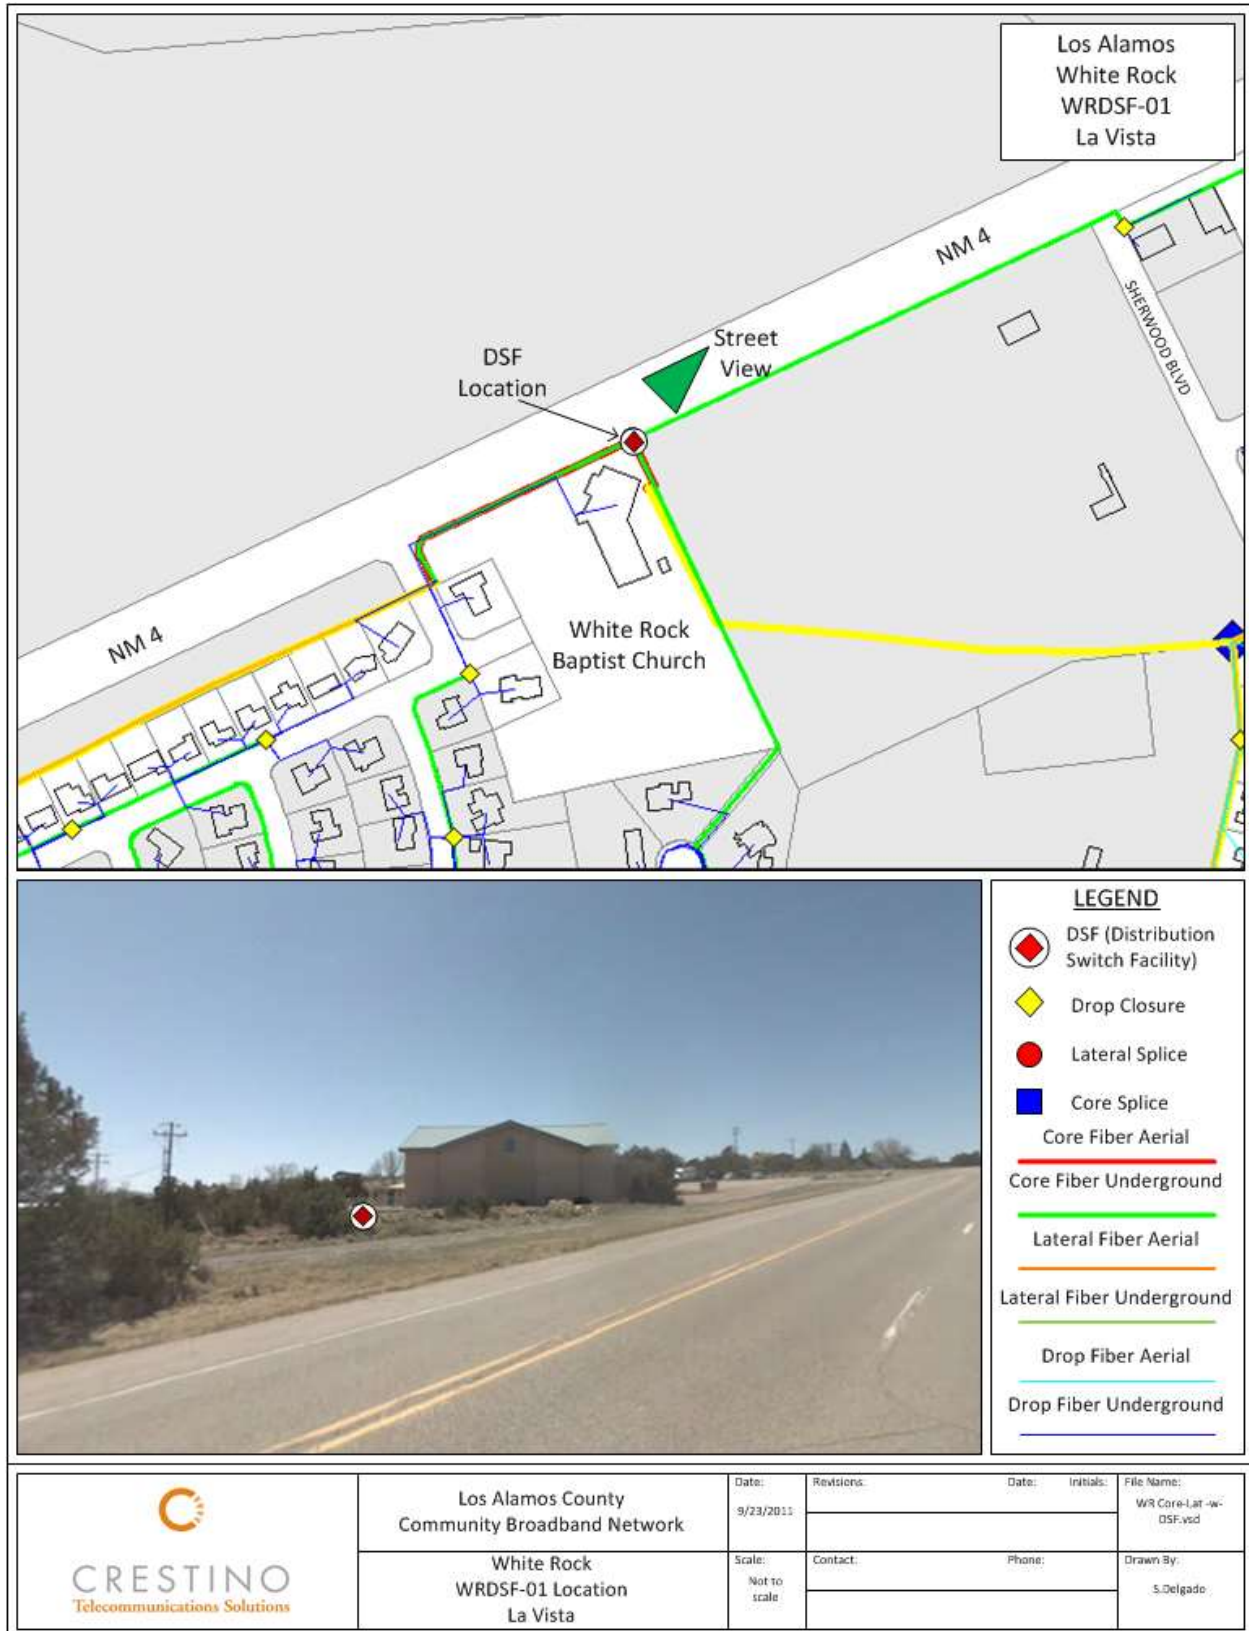 Los Alamos
White Rock
WRDSF-01
La Vista
NM 4
SHERWOOD BLVD
Street
View
DSF
Location
White Rock
Baptist Church
NM 4
LEGEND
DSF (Distribution
Switch Facility)
Drop Closure
Lateral Splice
Core Splice
Core Fiber Aerial
Core Fiber Underground
Lateral Fiber Aerial
Lateral Fiber Underground
Drop Fiber Aerial
Drop Fiber Underground
CRESTINO
Telecommunications Solutions
Los Alamos County
Community Broadband Network
White Rock
WRDSF-01 Location
La Vista
Date:
9/23/2011
Revisions:
Date:
Initials:
File Name:
WR Core-Lat -w-
DSF.vsd
Scale:
Not to
scale
Contact:
Phone:
Drawn By:
S.Delgado